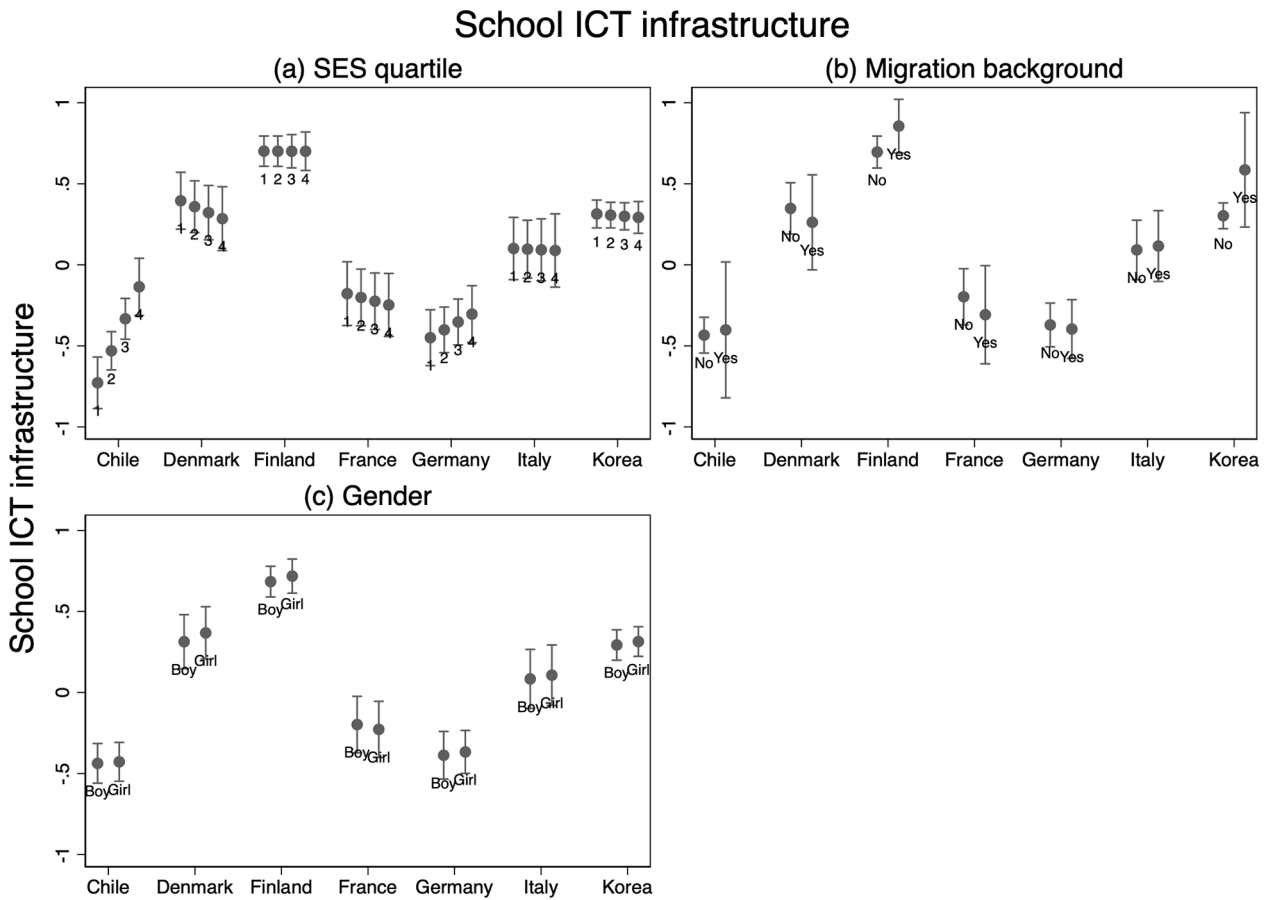 School ICT infrastructure
School ICT infrastructure
(a) SES quartile
1
.5
0
-.5
-1
1 2 3 4
1 2 3 4
1 2 3 4
1 2 3 4
1 2 3 4
1 2 3 4
1 2 3 4
Chile Denmark Finland France Germany Italy Korea
(b) Migration background
1
.5
0
-.5
-1
No Yes
No Yes
No Yes
No Yes
No Yes
No Yes
No Yes
Chile Denmark Finland France Germany Italy Korea
(c) Gender
1
.5
0
-.5
-1
Boy Girl
Boy Girl
Boy Girl
Boy Girl
Boy Girl
Boy Girl
Boy Girl
Chile Denmark Finland France Germany Italy Korea